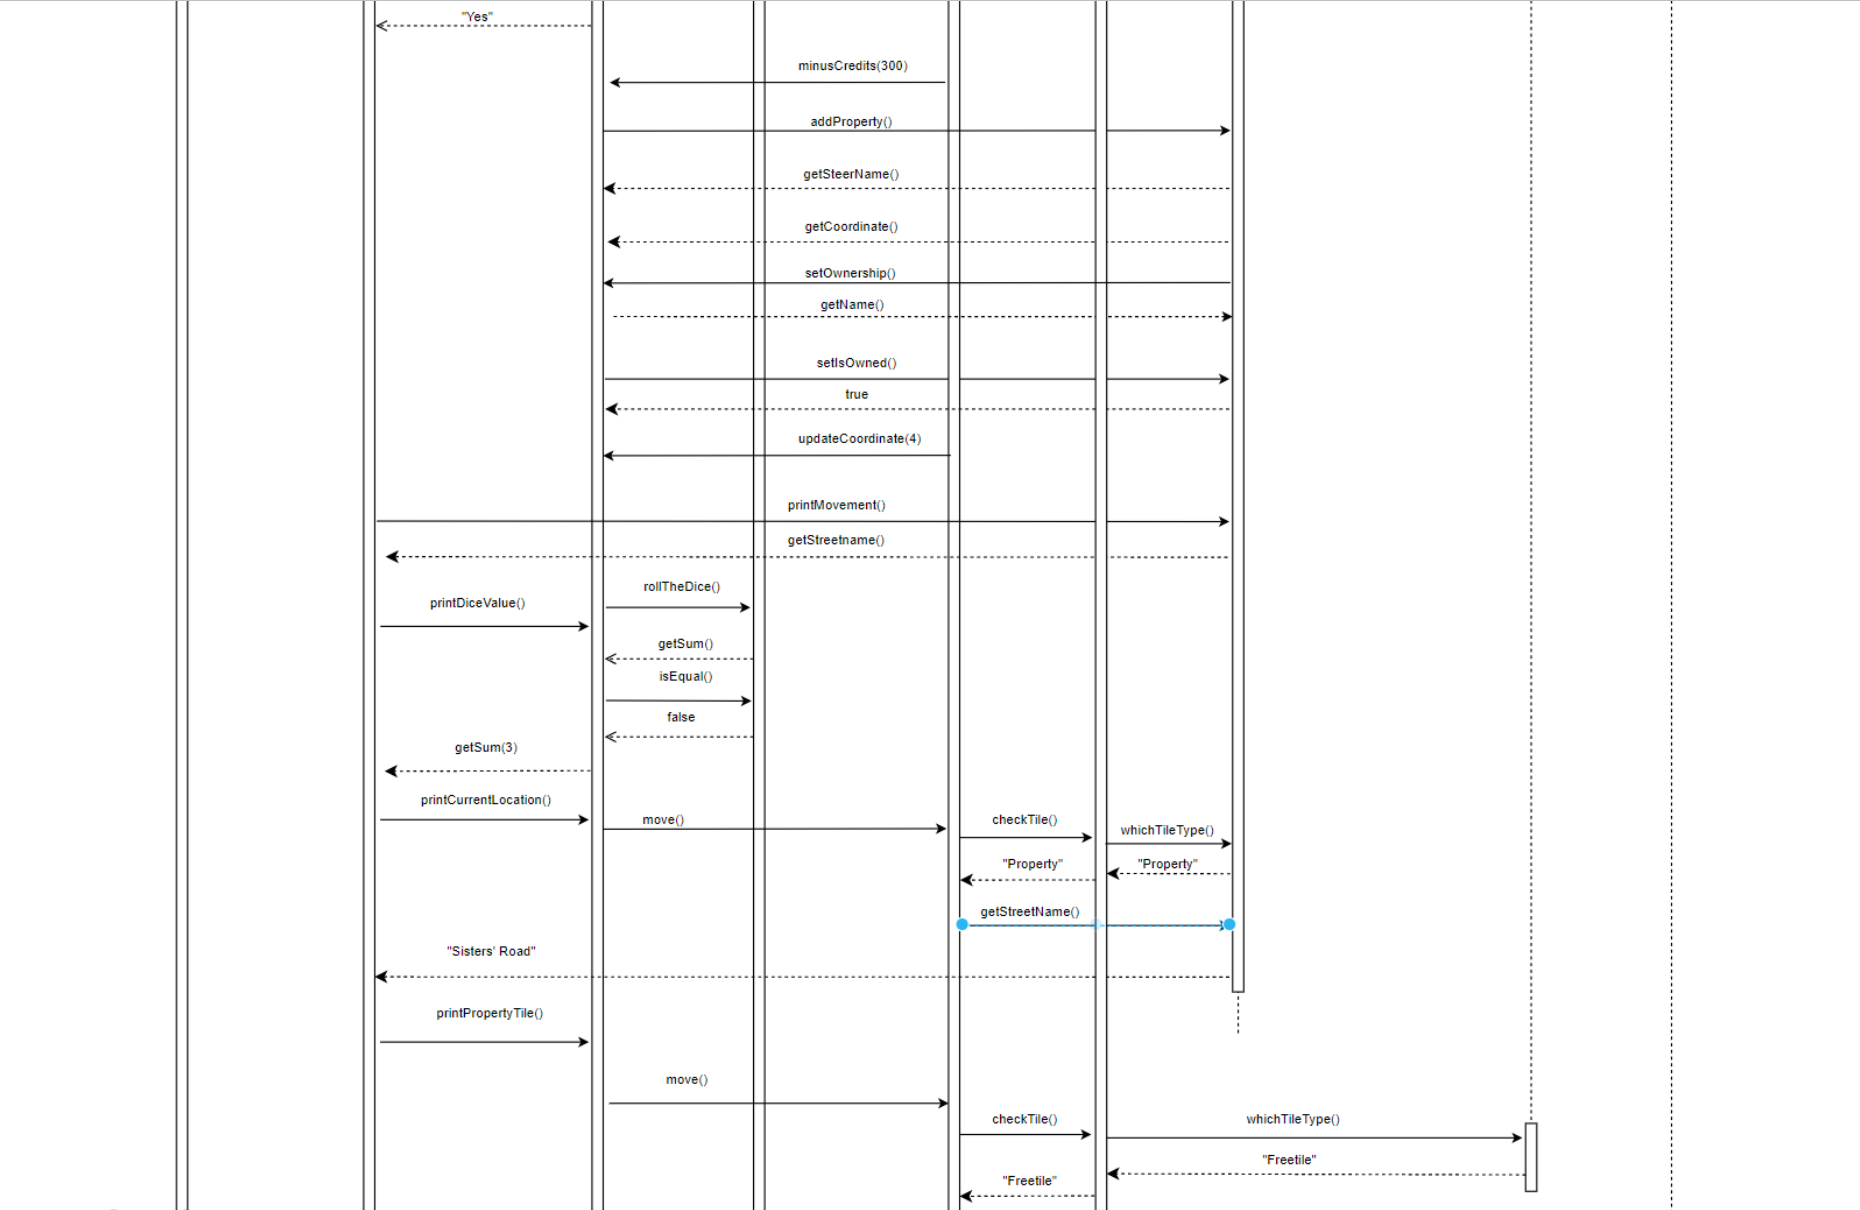 "Yes"
minusCredits(300)
addProperty()
getSteerName()
getCoordinate()
setOwnership()
getName()
setIsOwned()
true
updateCoordinate(4)
printMovement()
getStreetname()
rollTheDice()
printDiceValue()
getSum()
isEqual()
false
getSum(3)
printCurrentLocation()
move()
checkTile()
whichTileType()
"Property"
"Property"
getStreetName()
"Sisters' Road"
printPropertyTile()
move()
checkTile()
whichTileType()
"Freetile"
"Freetile"